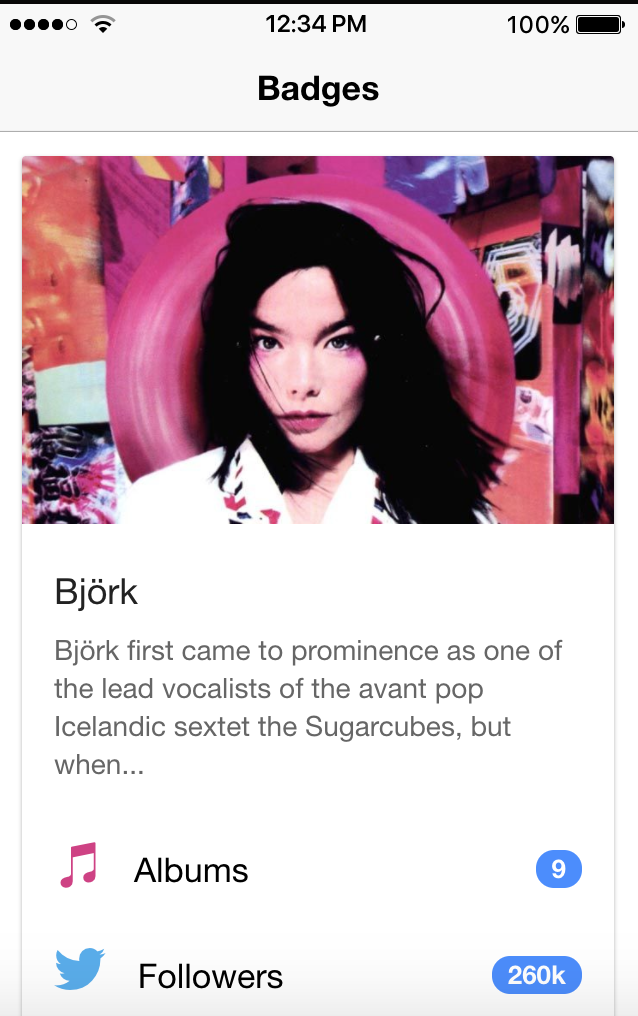 12:34 PM 100%
Badges
Björk
Björk first came to prominence as one of
the lead vocalists of the avant pop
Icelandic sextet the Sugarcubes, but
when...
Albums 9
Followers 260k